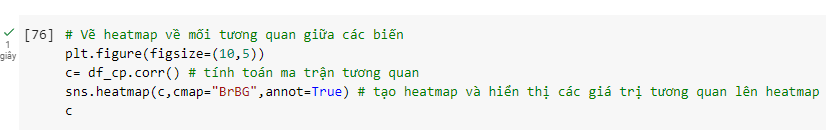 [76] # Vẽ heatmap về mối tương quan giữa các biến
plt.figure(figsize=(10,5))
1
giây
c= df_cp.corr() # tính toán ma trận tương quan
sns.heatmap(c,cmap="BrBG",annot=True) # tạo heatmap và hiển thị các giá trị tương quan lên heatmap
c